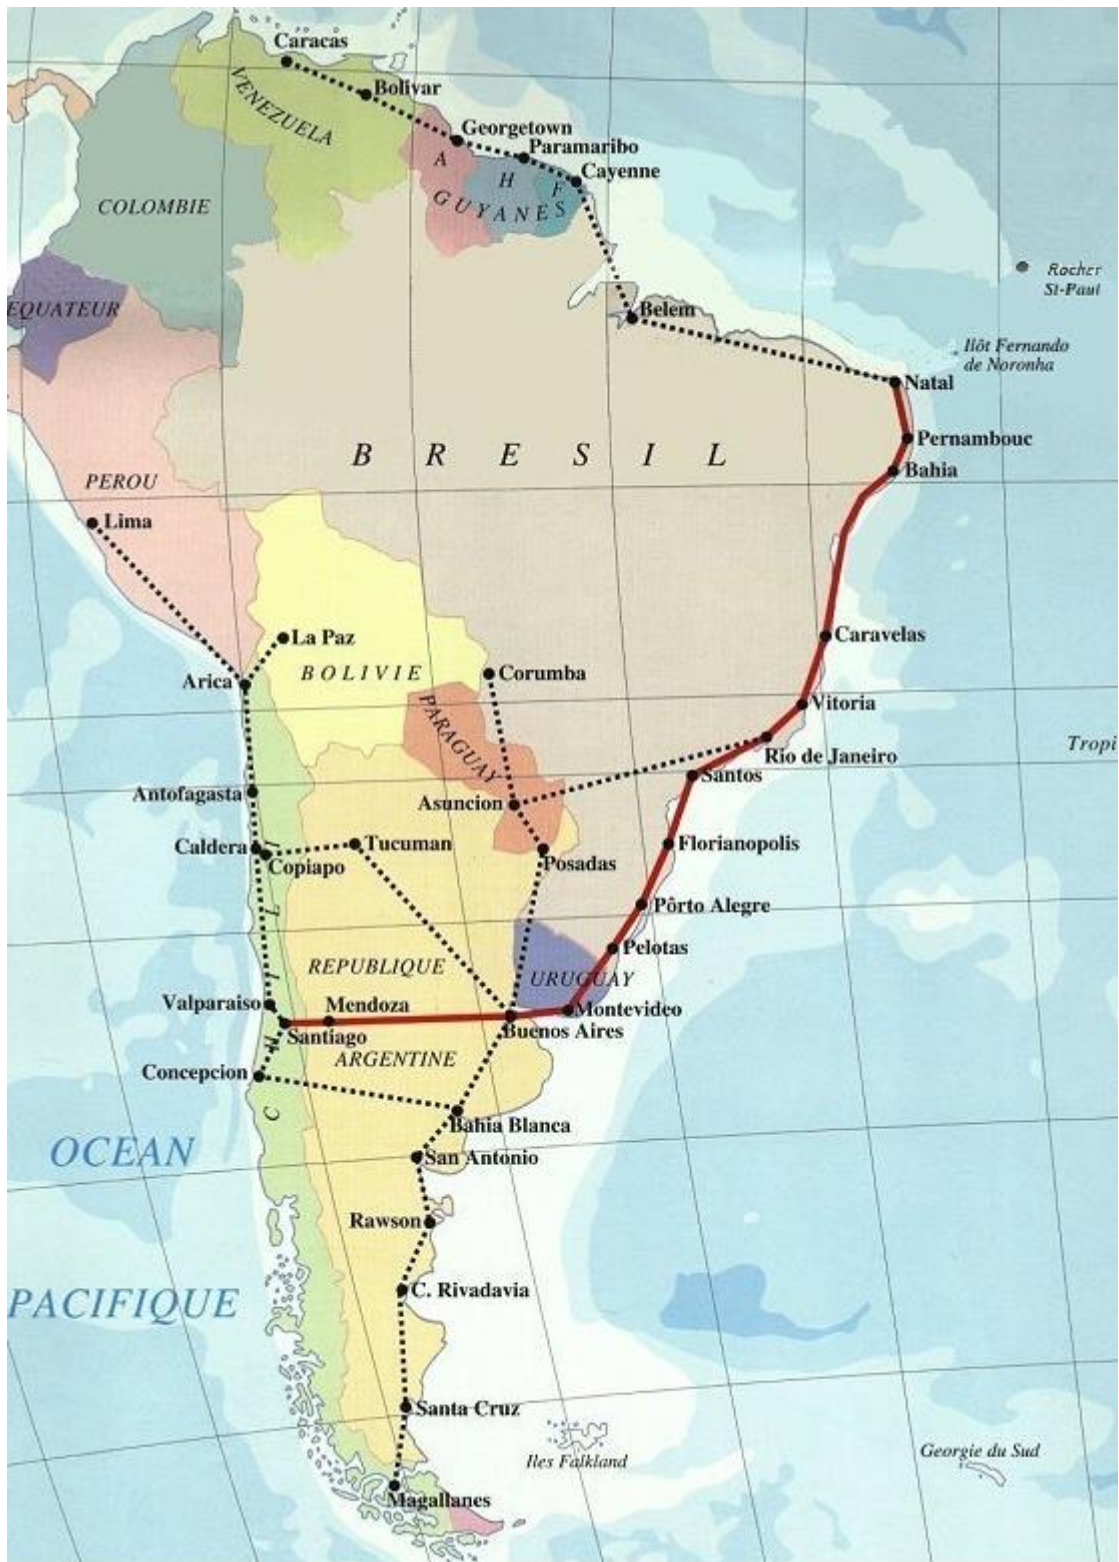 Caracas
VENEZUELA
Bolivar
Georgetown
Paramaribo
Cayenne
A
H
F
GUYANES
COLOMBIE
EQUATEUR
Rocher
St-Paul
Belem
Ilôt Fernando
de Noronha
Natal
Pernambouc
BRESIL
Bahia
PEROU
Lima
La Paz
Caravelas
Arica
BOLIVIE
Corumba
Vitoria
PARAGUAY
Rio de Janeiro
Tropi
Santos
Antofagasta
Asuncion
Caldera
Copiapo
Tucuman
Posadas
Florianopolis
Pôrto Alegre
Pelotas
REPUBLIQUE
URUGUAY
Valparaiso
Mendoza
Montevideo
Santiago
Buenos Aires
ARGENTINE
CHILI
Concepcion
Bahia Blanca
OCEAN
San Antonio
Rawson
C. Rivadavia
PACIFIQUE
Santa Cruz
Iles Falkland
Georgie du Sud
Magallanes